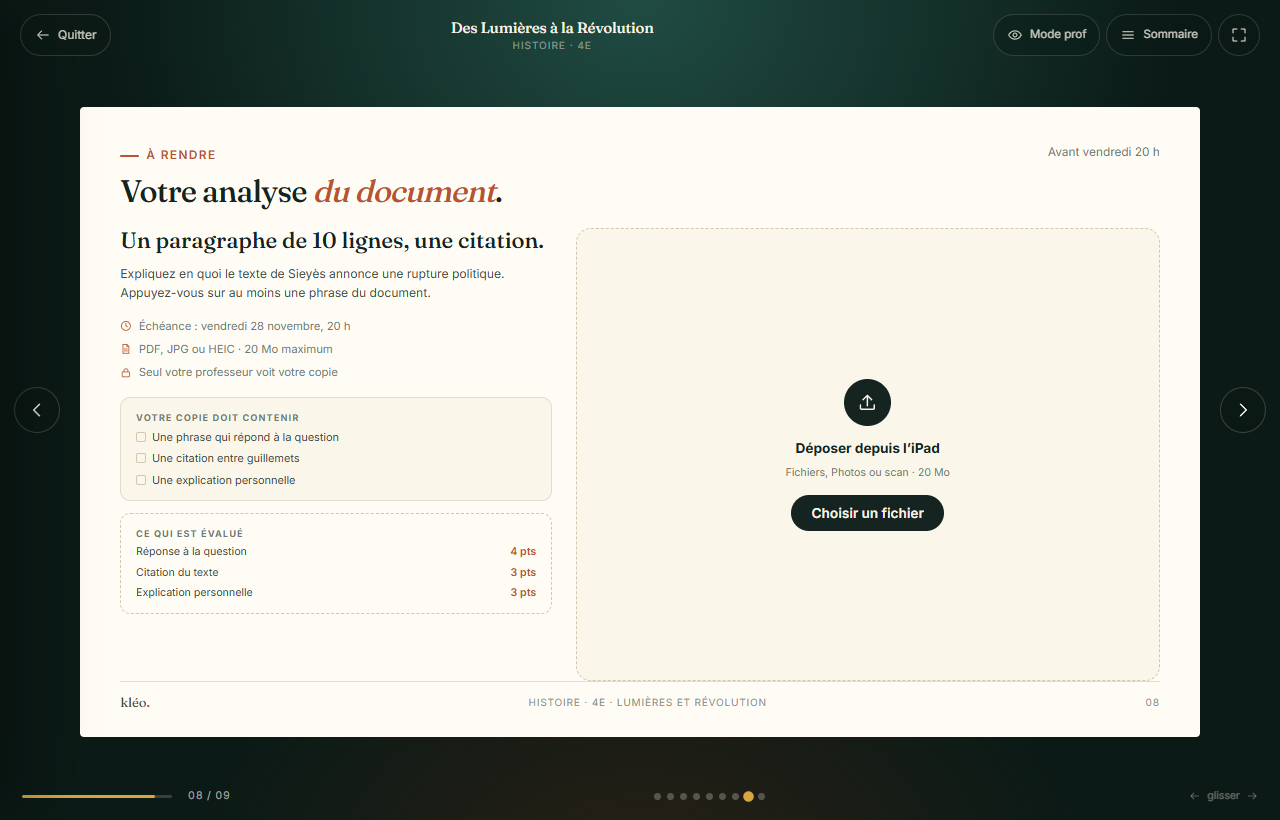 Quitter
Des Lumières à la Révolution
HISTOIRE · 4E
Mode prof
Sommaire
À RENDRE
Avant vendredi 20 h
Votre analyse du document.
Un paragraphe de 10 lignes, une citation.
Expliquez en quoi le texte de Sieyès annonce une rupture politique.
Appuyez-vous sur au moins une phrase du document.
Échéance : vendredi 28 novembre, 20 h
PDF, JPG ou HEIC · 20 Mo maximum
Seul votre professeur voit votre copie
VOTRE COPIE DOIT CONTENIR
Une phrase qui répond à la question
Une citation entre guillemets
Une explication personnelle
CE QUI EST ÉVALUÉ
Réponse à la question 4 pts
Citation du texte 3 pts
Explication personnelle 3 pts
Déposer depuis l’iPad
Fichiers, Photos ou scan · 20 Mo
Choisir un fichier
kléo.
HISTOIRE · 4E · LUMIÈRES ET RÉVOLUTION
08
08 / 09
← glisser →